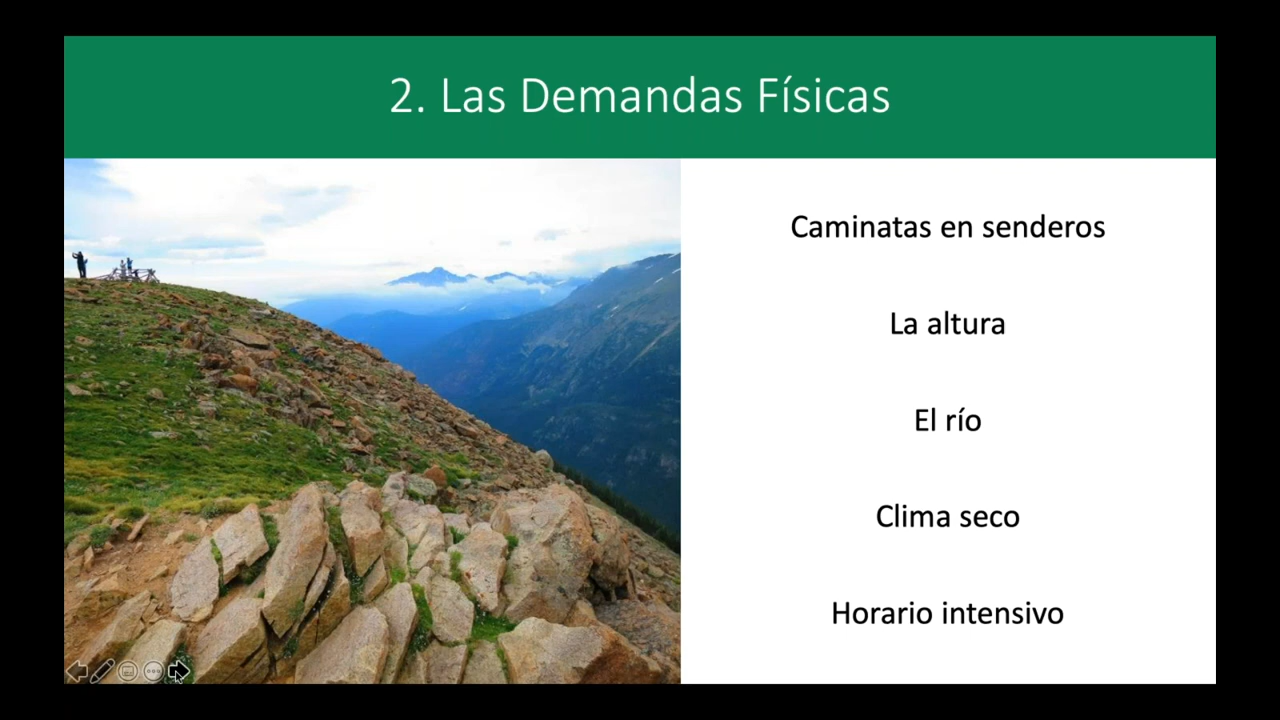 2. Las Demandas Físicas
Caminatas en senderos
La altura
El río
Clima seco
Horario intensivo